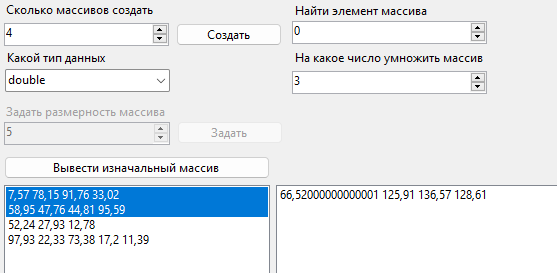 Сколько массивов создать
4
Создать
Какой тип данных
double
Задать размерность массива
5
Задать
Найти элемент массива
0
На какое число умножить массив
3
Вывести изначальный массив
7,57 78,15 91,76 33,02
58,95 47,76 44,81 95,59
52,24 27,93 12,78
97,93 22,33 73,38 17,2 11,39
66,52000000000001 125,91 136,57 128,61